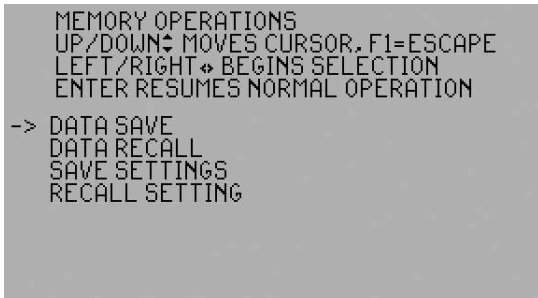 MEMORY OPERATIONS
UP/DOWN⬍ MOVES CURSOR, F1=ESCAPE
LEFT/RIGHT⬌ BEGINS SELECTION
ENTER RESUMES NORMAL OPERATION
-> DATA SAVE
DATA RECALL
SAVE SETTINGS
RECALL SETTING